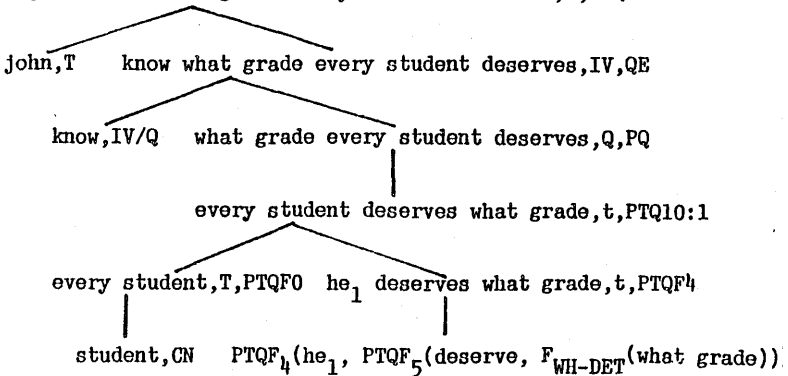 john,T know what grade every student deserves,IV,QE
know,IV/Q what grade every student deserves,Q,PQ
every student deserves what grade,t,PTQ10:1
every student,T,PTQF0 he1 deserves what grade,t,PTQF4
student,CN PTQF4(he1, PTQF5(deserve, FWH-DET(what grade))